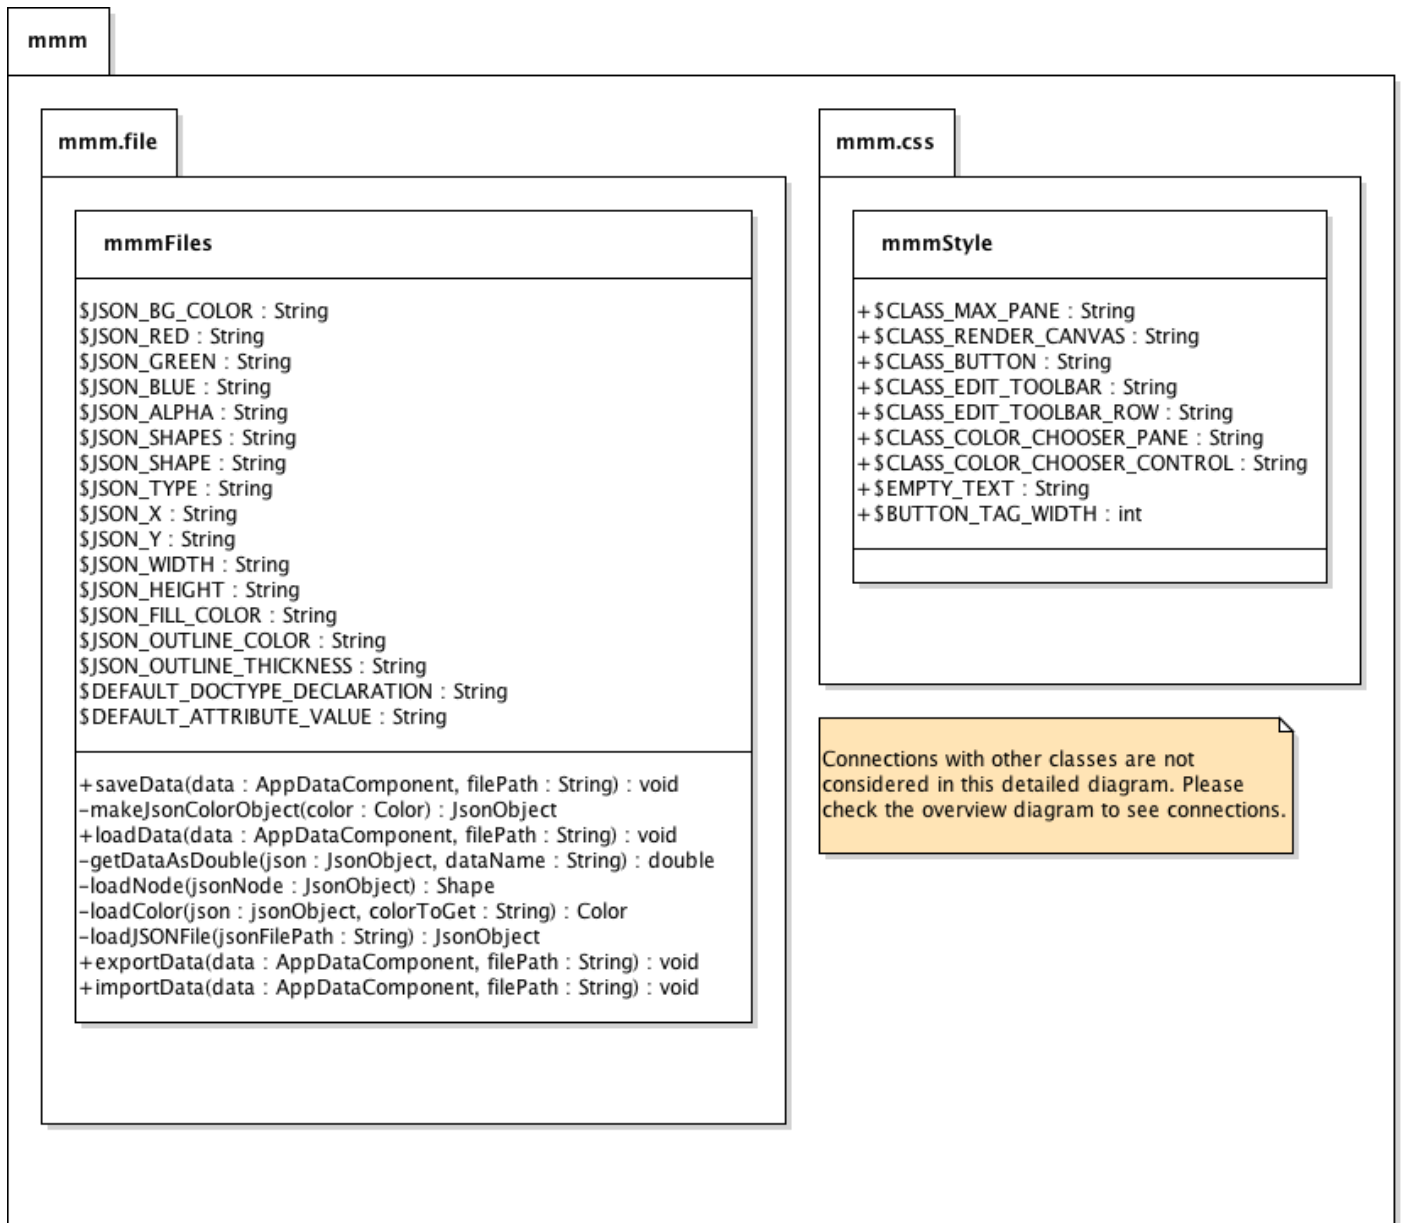 mmm
mmm.file
mmmFiles
$JSON_BG_COLOR : String
$JSON_RED : String
$JSON_GREEN : String
$JSON_BLUE : String
$JSON_ALPHA : String
$JSON_SHAPES : String
$JSON_SHAPE : String
$JSON_TYPE : String
$JSON_X : String
$JSON_Y : String
$JSON_WIDTH : String
$JSON_HEIGHT : String
$JSON_FILL_COLOR : String
$JSON_OUTLINE_COLOR : String
$JSON_OUTLINE_THICKNESS : String
$DEFAULT_DOCTYPE_DECLARATION : String
$DEFAULT_ATTRIBUTE_VALUE : String
+saveData(data : AppDataComponent, filePath : String) : void
-makeJsonColorObject(color : Color) : JsonObject
+loadData(data : AppDataComponent, filePath : String) : void
-getDataAsDouble(json : JsonObject, dataName : String) : double
-loadNode(jsonNode : JsonObject) : Shape
-loadColor(json : jsonObject, colorToGet : String) : Color
-loadJSONFile(jsonFilePath : String) : JsonObject
+exportData(data : AppDataComponent, filePath : String) : void
+importData(data : AppDataComponent, filePath : String) : void
mmm.css
mmmStyle
+$CLASS_MAX_PANE : String
+$CLASS_RENDER_CANVAS : String
+$CLASS_BUTTON : String
+$CLASS_EDIT_TOOLBAR : String
+$CLASS_EDIT_TOOLBAR_ROW : String
+$CLASS_COLOR_CHOOSER_PANE : String
+$CLASS_COLOR_CHOOSER_CONTROL : String
+$EMPTY_TEXT : String
+$BUTTON_TAG_WIDTH : int
Connections with other classes are not
considered in this detailed diagram. Please
check the overview diagram to see connections.